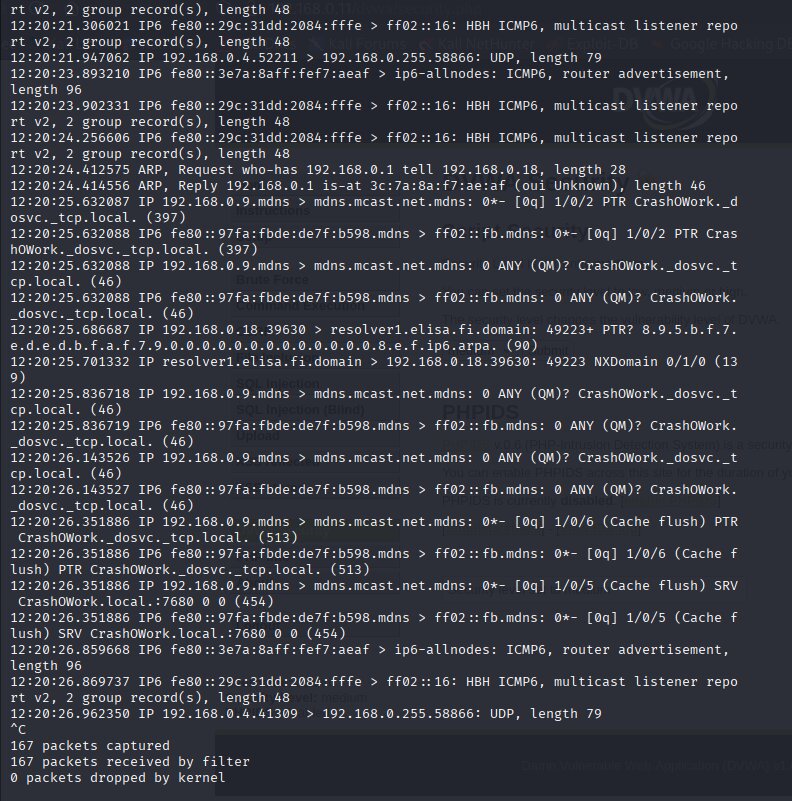 rt v2, 2 group record(s), length 48
12:20:21.306021 IP6 fe80::29c:31dd:2084:fffe > ff02::16: HBH ICMP6, multicast listener repo
rt v2, 2 group record(s), length 48
12:20:21.947062 IP 192.168.0.4.52211 > 192.168.0.255.58866: UDP, length 79
12:20:23.893210 IP6 fe80::3e7a:8aff:fef7:aeaf > ip6-allnodes: ICMP6, router advertisement,
length 96
12:20:23.902331 IP6 fe80::29c:31dd:2084:fffe > ff02::16: HBH ICMP6, multicast listener repo
rt v2, 2 group record(s), length 48
12:20:24.256606 IP6 fe80::29c:31dd:2084:fffe > ff02::16: HBH ICMP6, multicast listener repo
rt v2, 2 group record(s), length 48
12:20:24.412575 ARP, Request who-has 192.168.0.1 tell 192.168.0.18, length 28
12:20:24.414556 ARP, Reply 192.168.0.1 is-at 3c:7a:8a:f7:ae:af (oui Unknown), length 46
12:20:25.632087 IP 192.168.0.9.mdns > mdns.mcast.net.mdns: 0*- [0q] 1/0/2 PTR CrashOWork._d
osvc._tcp.local. (397)
12:20:25.632088 IP6 fe80::97fa:fbde:de7f:b598.mdns > ff02::fb.mdns: 0*- [0q] 1/0/2 PTR Cras
hOWork._dosvc._tcp.local. (397)
12:20:25.632088 IP 192.168.0.9.mdns > mdns.mcast.net.mdns: 0 ANY (QM)? CrashOWork._dosvc._t
cp.local. (46)
12:20:25.632088 IP6 fe80::97fa:fbde:de7f:b598.mdns > ff02::fb.mdns: 0 ANY (QM)? CrashOWork.
_dosvc._tcp.local. (46)
12:20:25.686687 IP 192.168.0.18.39630 > resolver1.elisa.fi.domain: 49223+ PTR? 8.9.5.b.f.7.
e.d.e.d.b.f.a.f.7.9.0.0.0.0.0.0.0.0.0.0.0.0.0.8.e.f.ip6.arpa. (90)
12:20:25.701332 IP resolver1.elisa.fi.domain > 192.168.0.18.39630: 49223 NXDomain 0/1/0 (13
9)
12:20:25.836718 IP 192.168.0.9.mdns > mdns.mcast.net.mdns: 0 ANY (QM)? CrashOWork._dosvc._t
cp.local. (46)
12:20:25.836719 IP6 fe80::97fa:fbde:de7f:b598.mdns > ff02::fb.mdns: 0 ANY (QM)? CrashOWork.
_dosvc._tcp.local. (46)
12:20:26.143526 IP 192.168.0.9.mdns > mdns.mcast.net.mdns: 0 ANY (QM)? CrashOWork._dosvc._t
cp.local. (46)
12:20:26.143527 IP6 fe80::97fa:fbde:de7f:b598.mdns > ff02::fb.mdns: 0 ANY (QM)? CrashOWork.
_dosvc._tcp.local. (46)
12:20:26.351886 IP 192.168.0.9.mdns > mdns.mcast.net.mdns: 0*- [0q] 1/0/6 (Cache flush) PTR
 CrashOWork._dosvc._tcp.local. (513)
12:20:26.351886 IP6 fe80::97fa:fbde:de7f:b598.mdns > ff02::fb.mdns: 0*- [0q] 1/0/6 (Cache f
lush) PTR CrashOWork._dosvc._tcp.local. (513)
12:20:26.351886 IP 192.168.0.9.mdns > mdns.mcast.net.mdns: 0*- [0q] 1/0/5 (Cache flush) SRV
 CrashOWork.local.:7680 0 0 (454)
12:20:26.351886 IP6 fe80::97fa:fbde:de7f:b598.mdns > ff02::fb.mdns: 0*- [0q] 1/0/5 (Cache f
lush) SRV CrashOWork.local.:7680 0 0 (454)
12:20:26.859668 IP6 fe80::3e7a:8aff:fef7:aeaf > ip6-allnodes: ICMP6, router advertisement,
length 96
12:20:26.869737 IP6 fe80::29c:31dd:2084:fffe > ff02::16: HBH ICMP6, multicast listener repo
rt v2, 2 group record(s), length 48
12:20:26.962350 IP 192.168.0.4.41309 > 192.168.0.255.58866: UDP, length 79
^C
167 packets captured
167 packets received by filter
0 packets dropped by kernel